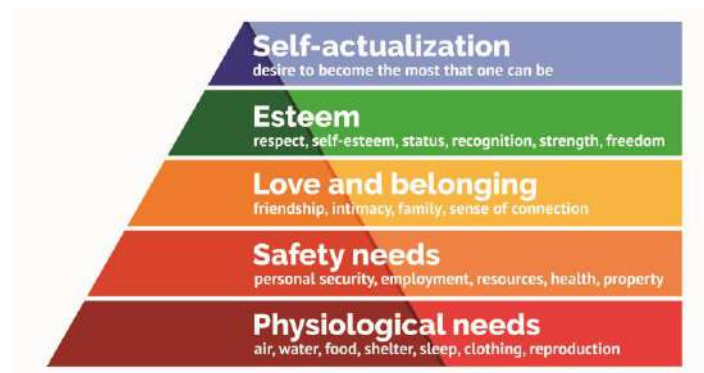 Self-actualization
desire to become the most that one can be
Esteem
respect, self-esteem, status, recognition, strength, freedom
Love and belonging
friendship, intimacy, family, sense of connection
Safety needs
personal security, employment, resources, health, property
Physiological needs
air, water, food, shelter, sleep, clothing, reproduction